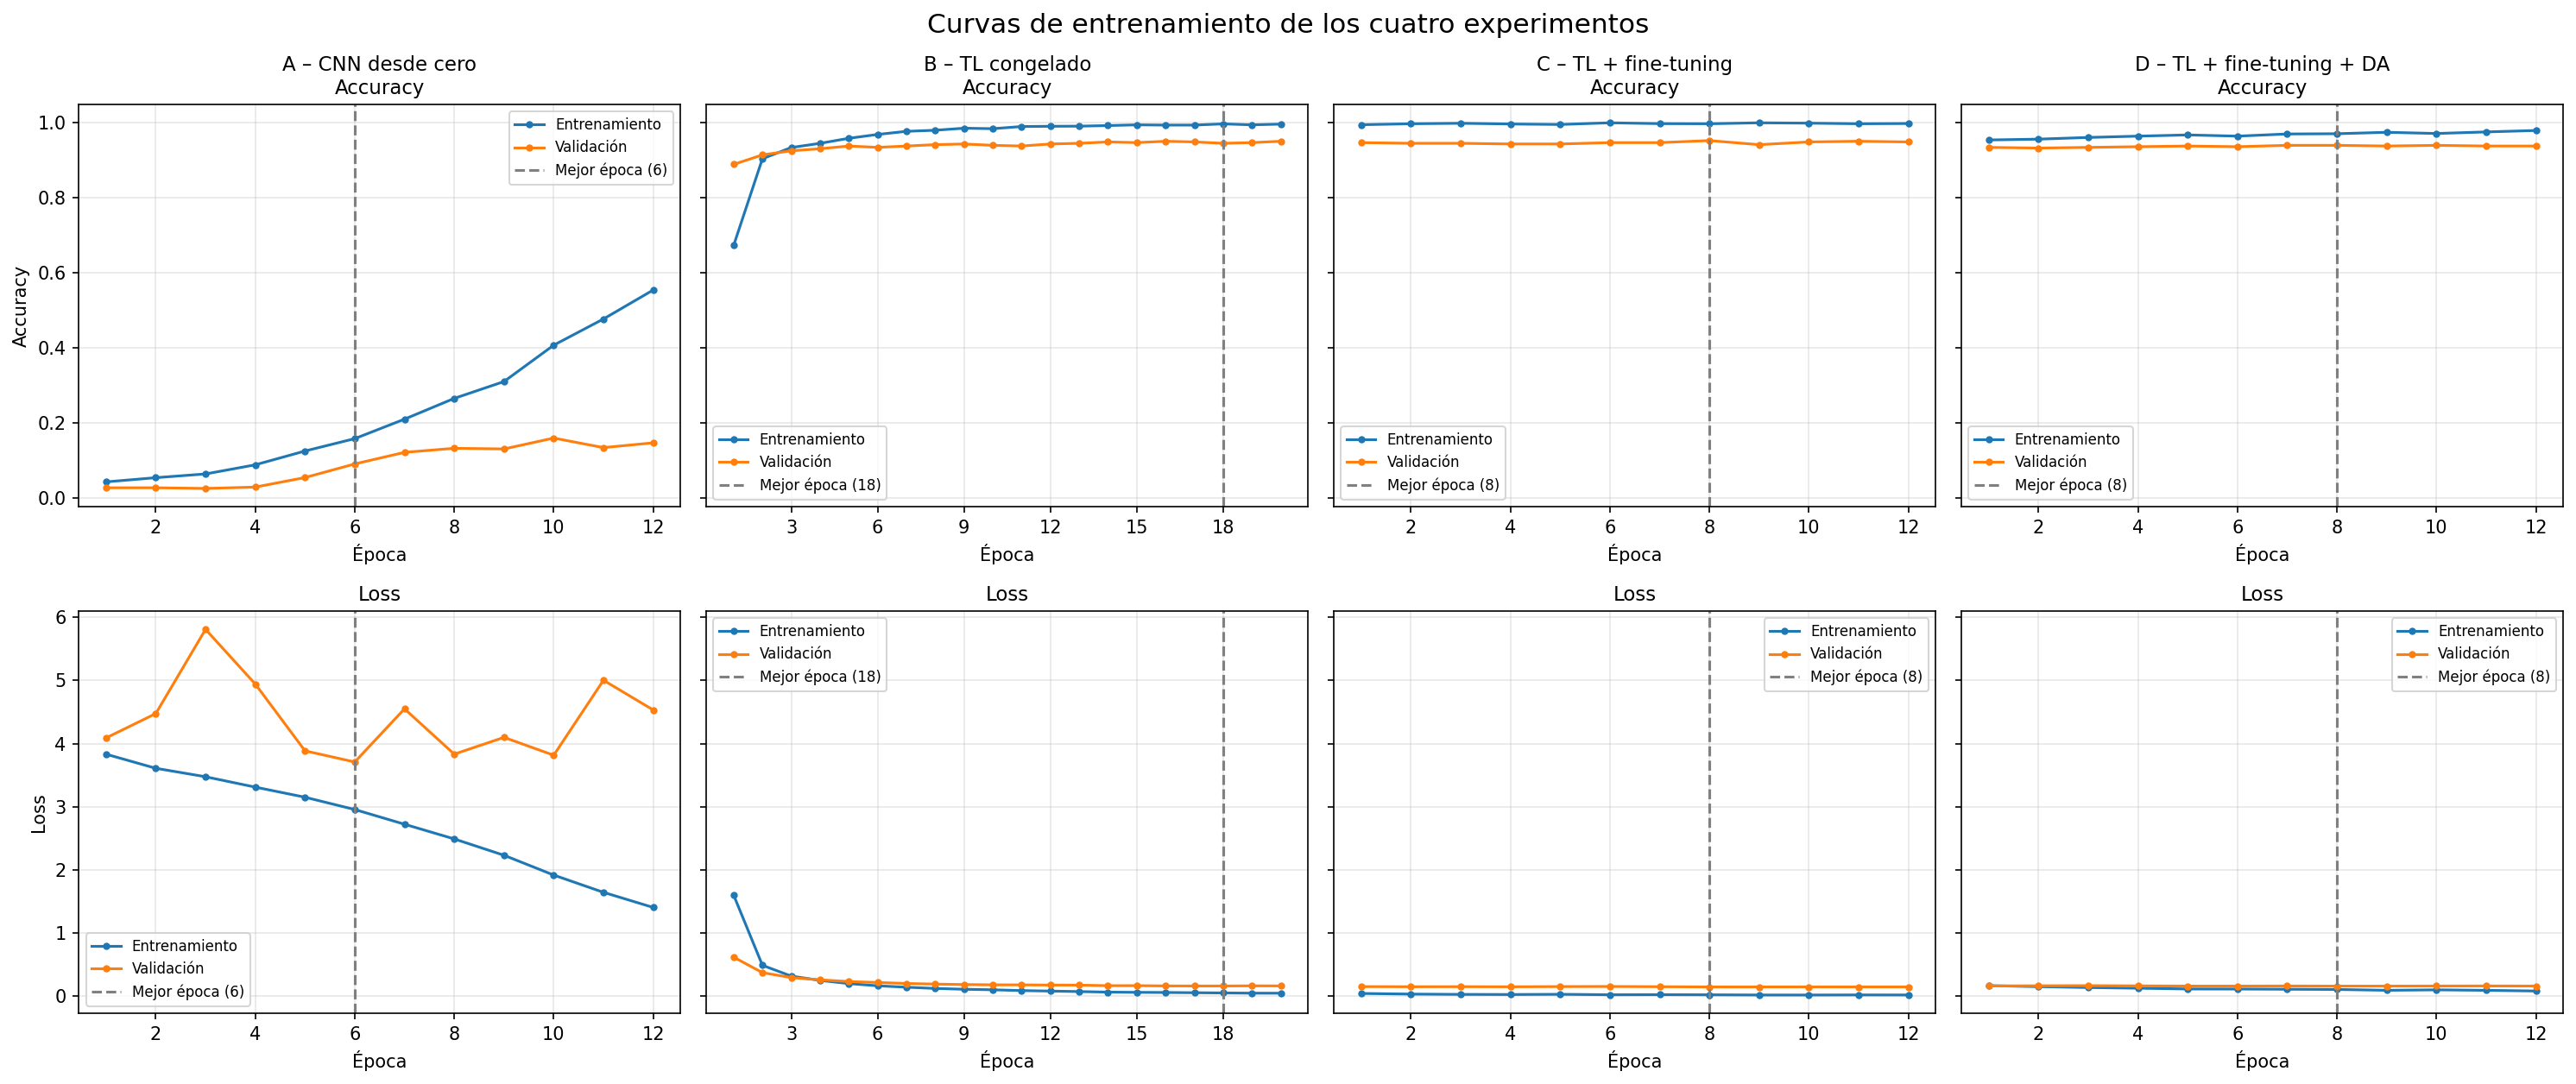 Curvas de entrenamiento de los cuatro experimentos
A – CNN desde cero
Accuracy
B – TL congelado
Accuracy
C – TL + fine-tuning
Accuracy
D – TL + fine-tuning + DA
Accuracy
Accuracy
1.0
0.8
0.6
0.4
0.2
0.0
Entrenamiento
Validación
Mejor época (6)
2 4 6 8 10 12
Época
Entrenamiento
Validación
Mejor época (18)
3 6 9 12 15 18
Época
Entrenamiento
Validación
Mejor época (8)
2 4 6 8 10 12
Época
Entrenamiento
Validación
Mejor época (8)
2 4 6 8 10 12
Época
Loss
Loss
Loss
Loss
Loss
6
5
4
3
2
1
0
Entrenamiento
Validación
Mejor época (6)
2 4 6 8 10 12
Época
Entrenamiento
Validación
Mejor época (18)
3 6 9 12 15 18
Época
Entrenamiento
Validación
Mejor época (8)
2 4 6 8 10 12
Época
Entrenamiento
Validación
Mejor época (8)
2 4 6 8 10 12
Época